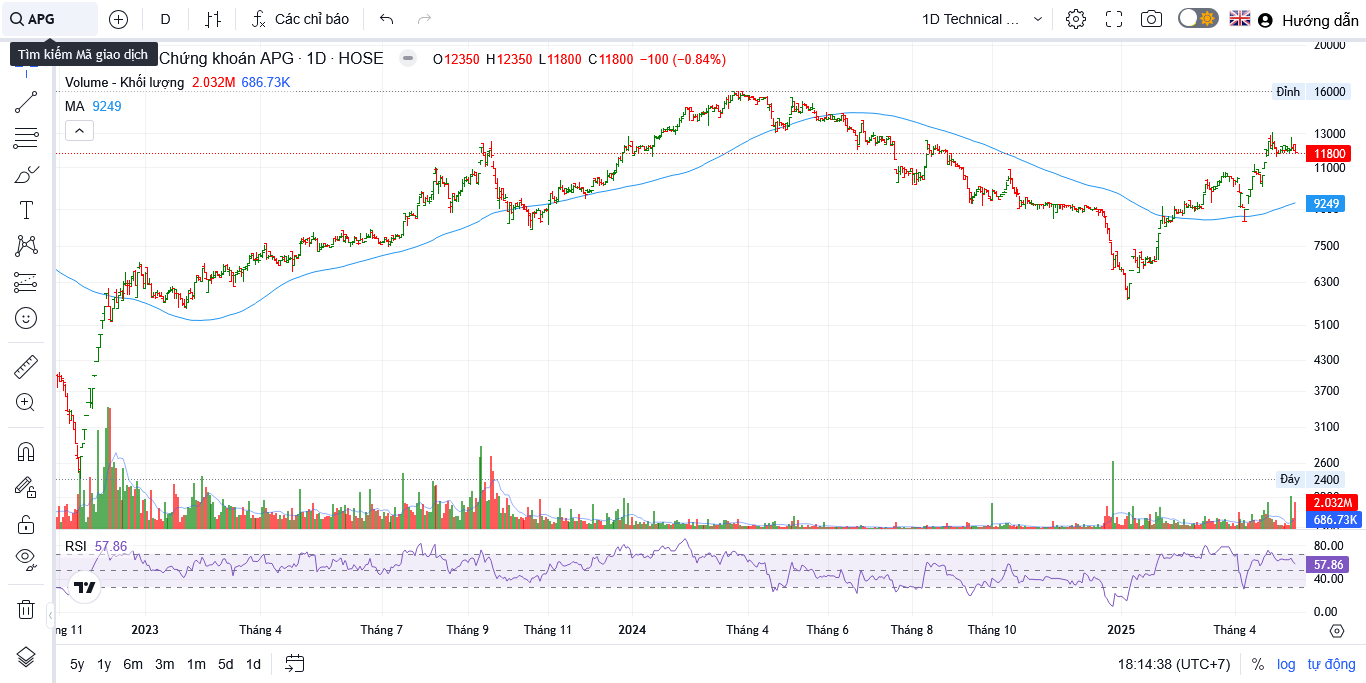 APG
D
Các chỉ báo
1D Technical ...
Hướng dẫn
Tìm kiếm Mã giao dịch
Chứng khoán APG · 1D · HOSE
O12350 H12350 L11800 C11800 −100 (−0.84%)
Volume - Khối lượng 2.032M 686.73K
MA 9249
20000
Đỉnh 16000
13000
11800
11000
9249
7500
6300
5100
4300
3700
3100
2600
Đáy 2400
2.032M
686.73K
RSI 57.86
80.00
57.86
40.00
0.00
ng 11 2023 Tháng 4 Tháng 7 Tháng 9 Tháng 11 2024 Tháng 4 Tháng 6 Tháng 8 Tháng 10 2025 Tháng 4
5y 1y 6m 3m 1m 5d 1d
18:14:38 (UTC+7) % log tự động